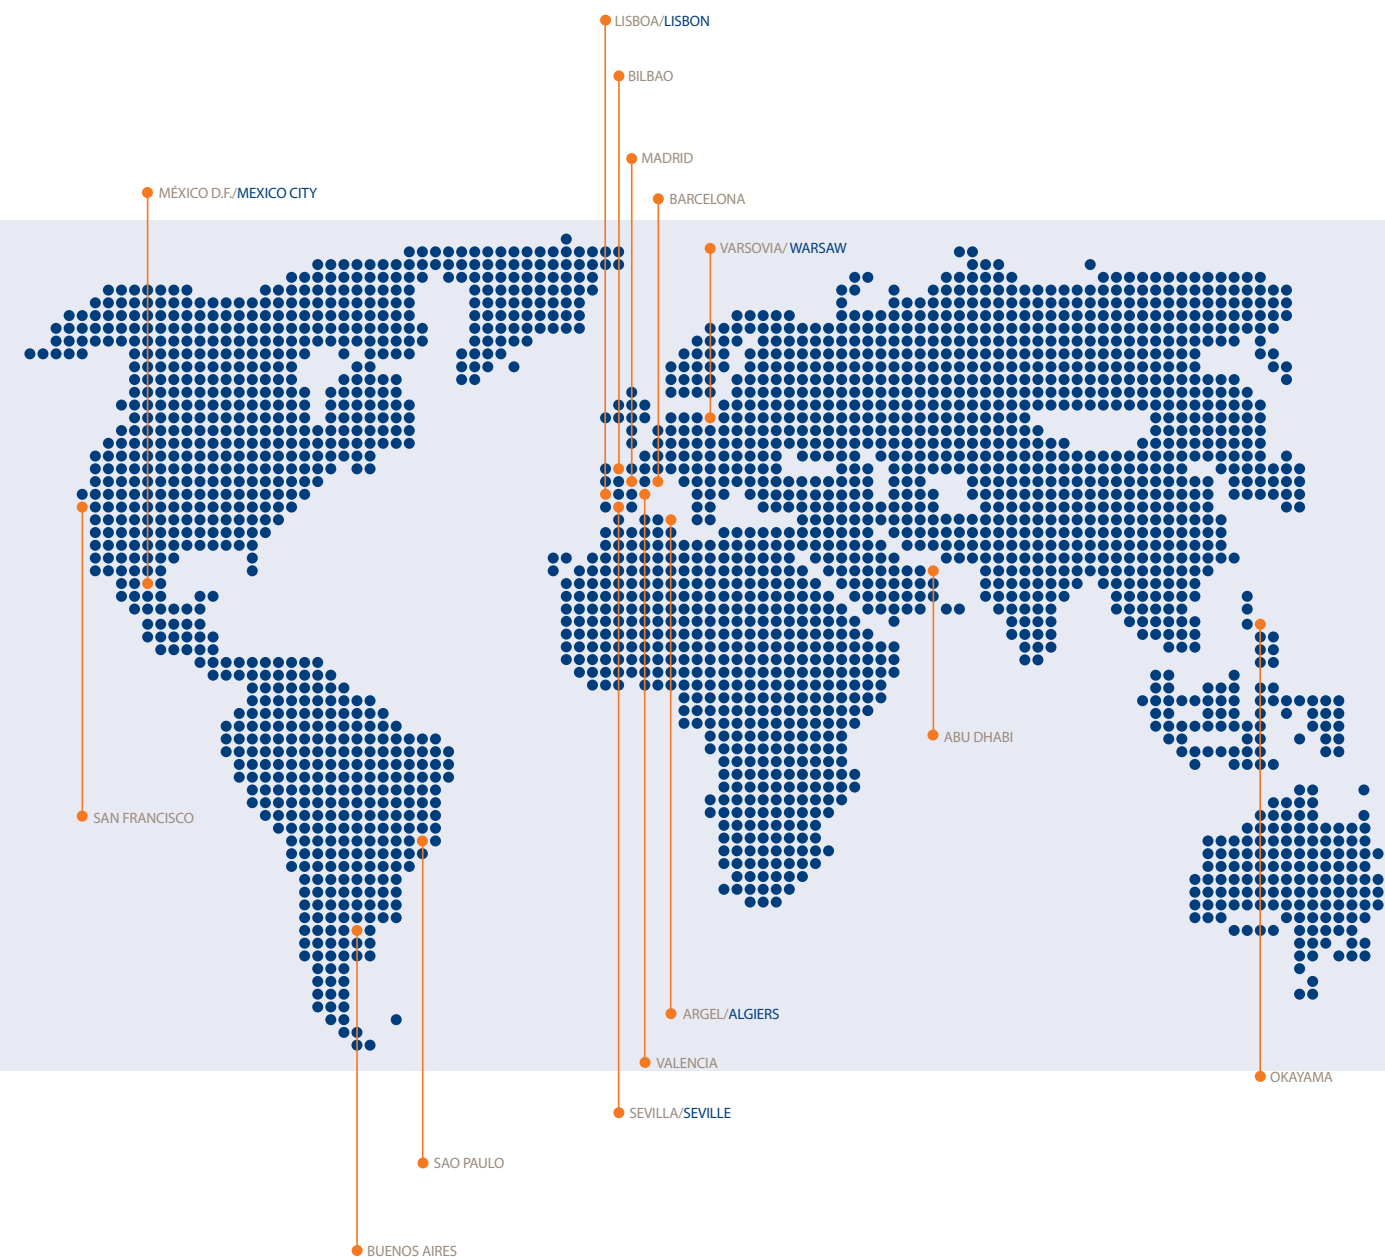 LISBOA/LISBON
BILBAO
MADRID
MÉXICO D.F./MEXICO CITY
BARCELONA
VARSOVIA/ WARSAW
ABU DHABI
SAN FRANCISCO
ARGEL/ALGIERS
VALENCIA
OKAYAMA
SEVILLA/SEVILLE
SAO PAULO
BUENOS AIRES